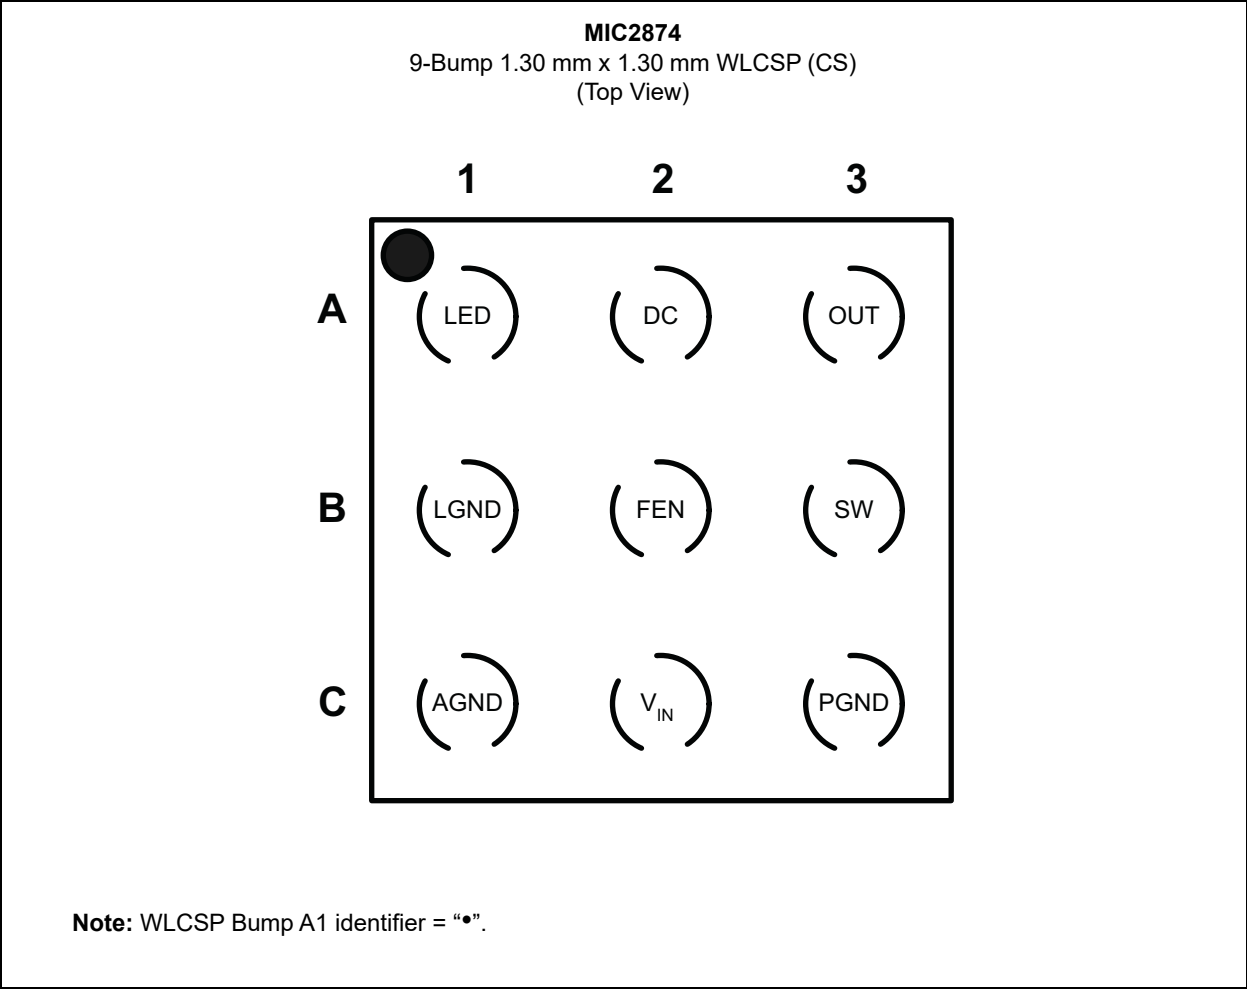 MIC2874
9-Bump 1.30 mm x 1.30 mm WLCSP (CS)
(Top View)
1 2 3
A LED DC OUT
B LGND FEN SW
C AGND VIN PGND
Note: WLCSP Bump A1 identifier = “•”.